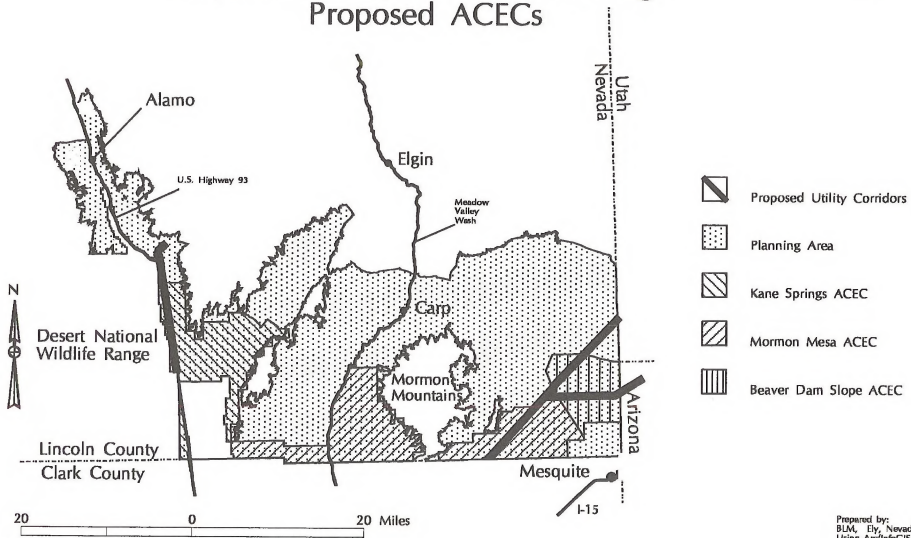 Proposed ACECs
Utah
Nevada
Alamo
Elgin
U.S. Highway 93
Meadow
Valley
Wash
Proposed Utility Corridors
Planning Area
Kane Springs ACEC
Mormon Mesa ACEC
Beaver Dam Slope ACEC
N
Desert National
Wildlife Range
Carp
Mormon
Mountains
Arizona
Lincoln County
Clark County
Mesquite
I-15
20 0 20 Miles
Prepared by:
BLM, Ely,